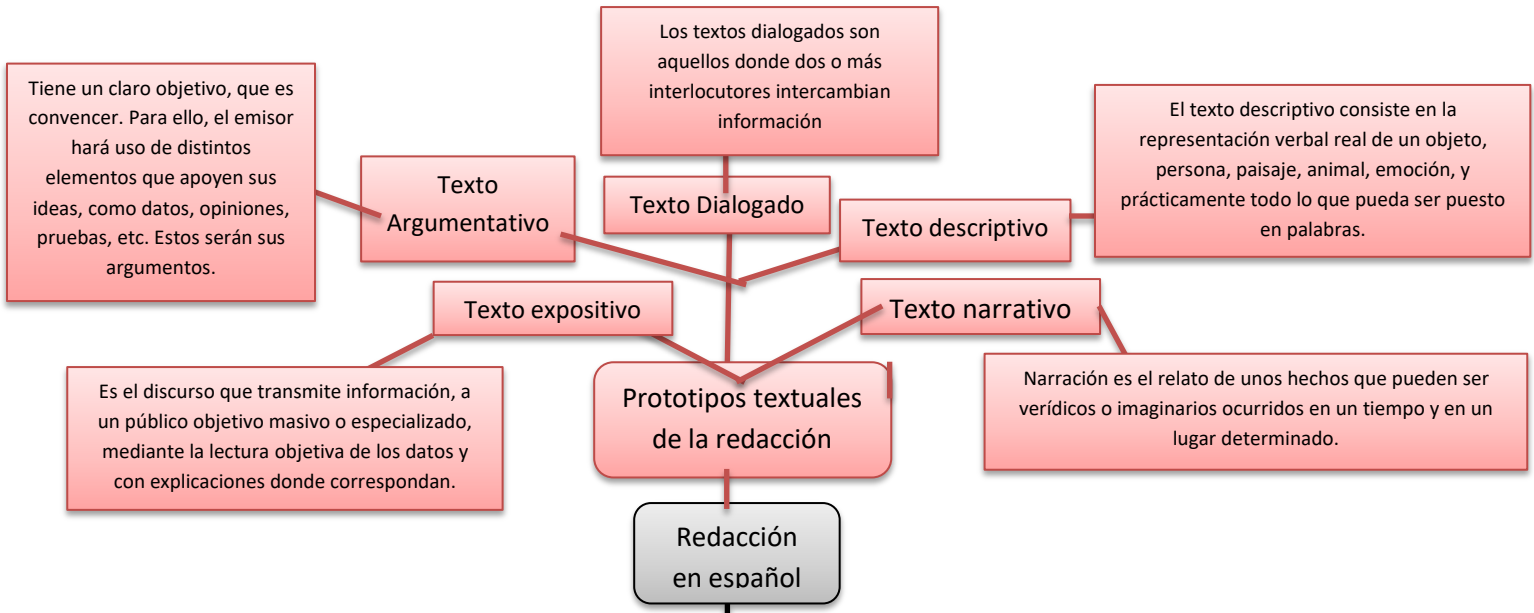 Los textos dialogados son
aquellos donde dos o más
interlocutores intercambian
información
Tiene un claro objetivo, que es
convencer. Para ello, el emisor
hará uso de distintos
elementos que apoyen sus
ideas, como datos, opiniones,
pruebas, etc. Estos serán sus
argumentos.
Texto
Argumentativo
Texto Dialogado
Texto descriptivo
El texto descriptivo consiste en la
representación verbal real de un objeto,
persona, paisaje, animal, emoción, y
prácticamente todo lo que pueda ser puesto
en palabras.
Texto expositivo
Texto narrativo
Es el discurso que transmite información, a
un público objetivo masivo o especializado,
mediante la lectura objetiva de los datos y
con explicaciones donde correspondan.
Prototipos textuales
de la redacción
Narración es el relato de unos hechos que pueden ser
verídicos o imaginarios ocurridos en un tiempo y en un
lugar determinado.
Redacción
en español